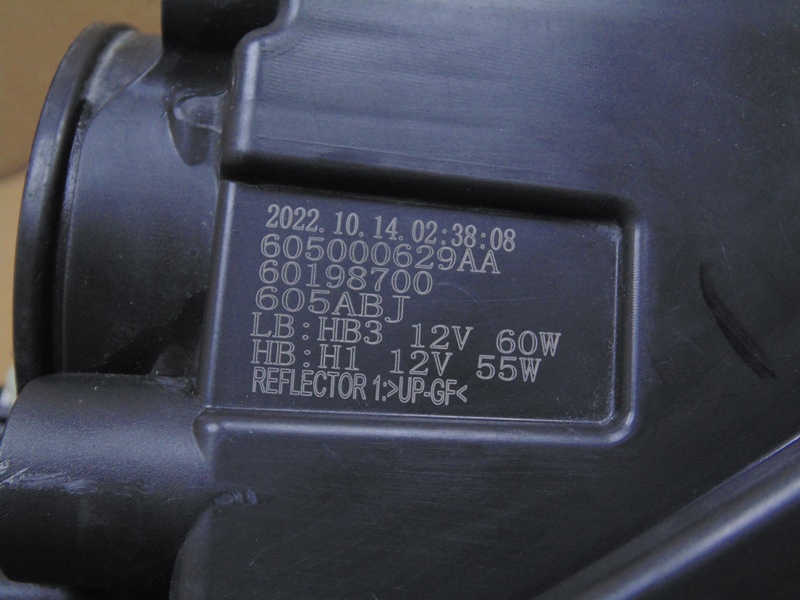 2022.10.14.02:38:08
605000629AA
60198700
605ABJ
LB:HB3 12V 60W
HB:H1 12V 55W
REFLECTOR 1:>UP-GF<